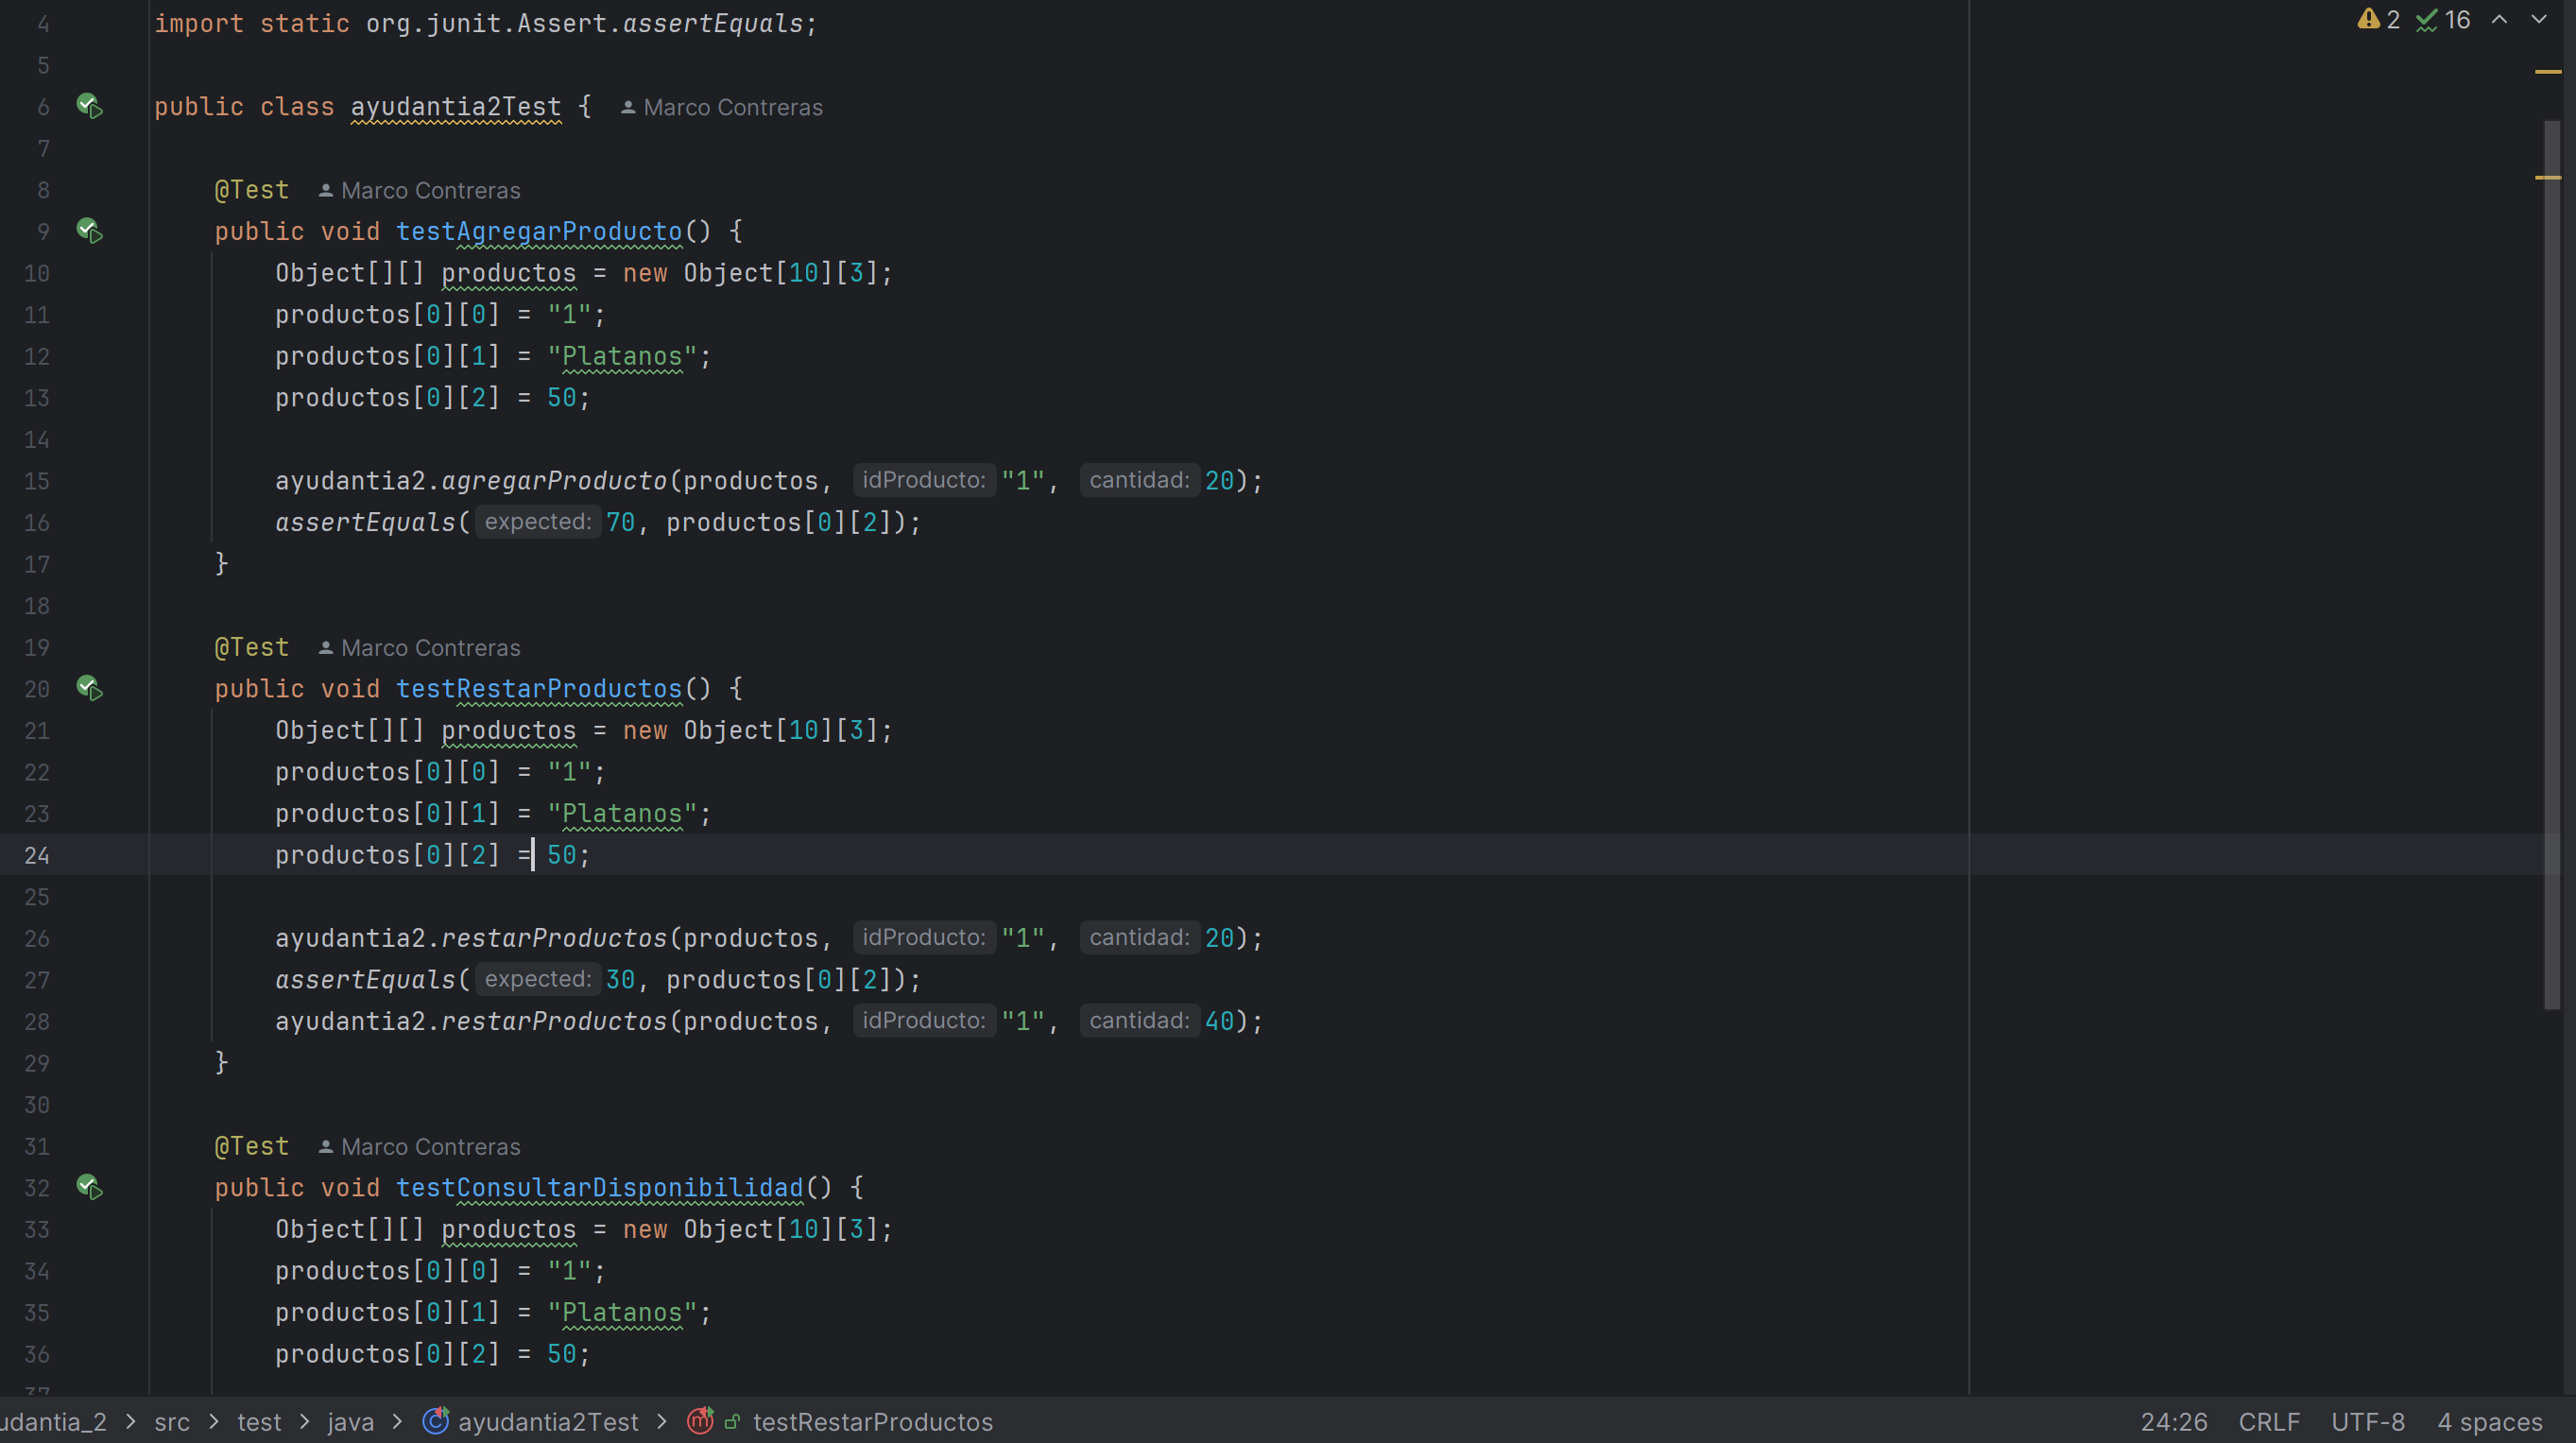 4 import static org.junit.Assert.assertEquals; 2 16
5
6 public class ayudantia2Test { Marco Contreras
7
8 @Test Marco Contreras
9 public void testAgregarProducto() {
10 Object[][] productos = new Object[10][3];
11 productos[0][0] = "1";
12 productos[0][1] = "Platanos";
13 productos[0][2] = 50;
14
15 ayudantia2.agregarProducto(productos, idProducto: "1", cantidad: 20);
16 assertEquals( expected: 70, productos[0][2]);
17 }
18
19 @Test Marco Contreras
20 public void testRestarProductos() {
21 Object[][] productos = new Object[10][3];
22 productos[0][0] = "1";
23 productos[0][1] = "Platanos";
24 productos[0][2] = 50;
25
26 ayudantia2.restarProductos(productos, idProducto: "1", cantidad: 20);
27 assertEquals( expected: 30, productos[0][2]);
28 ayudantia2.restarProductos(productos, idProducto: "1", cantidad: 40);
29 }
30
31 @Test Marco Contreras
32 public void testConsultarDisponibilidad() {
33 Object[][] productos = new Object[10][3];
34 productos[0][0] = "1";
35 productos[0][1] = "Platanos";
36 productos[0][2] = 50;
37
udantia_2 > src > test > java > ayudantia2Test > testRestarProductos 24:26 CRLF UTF-8 4 spaces